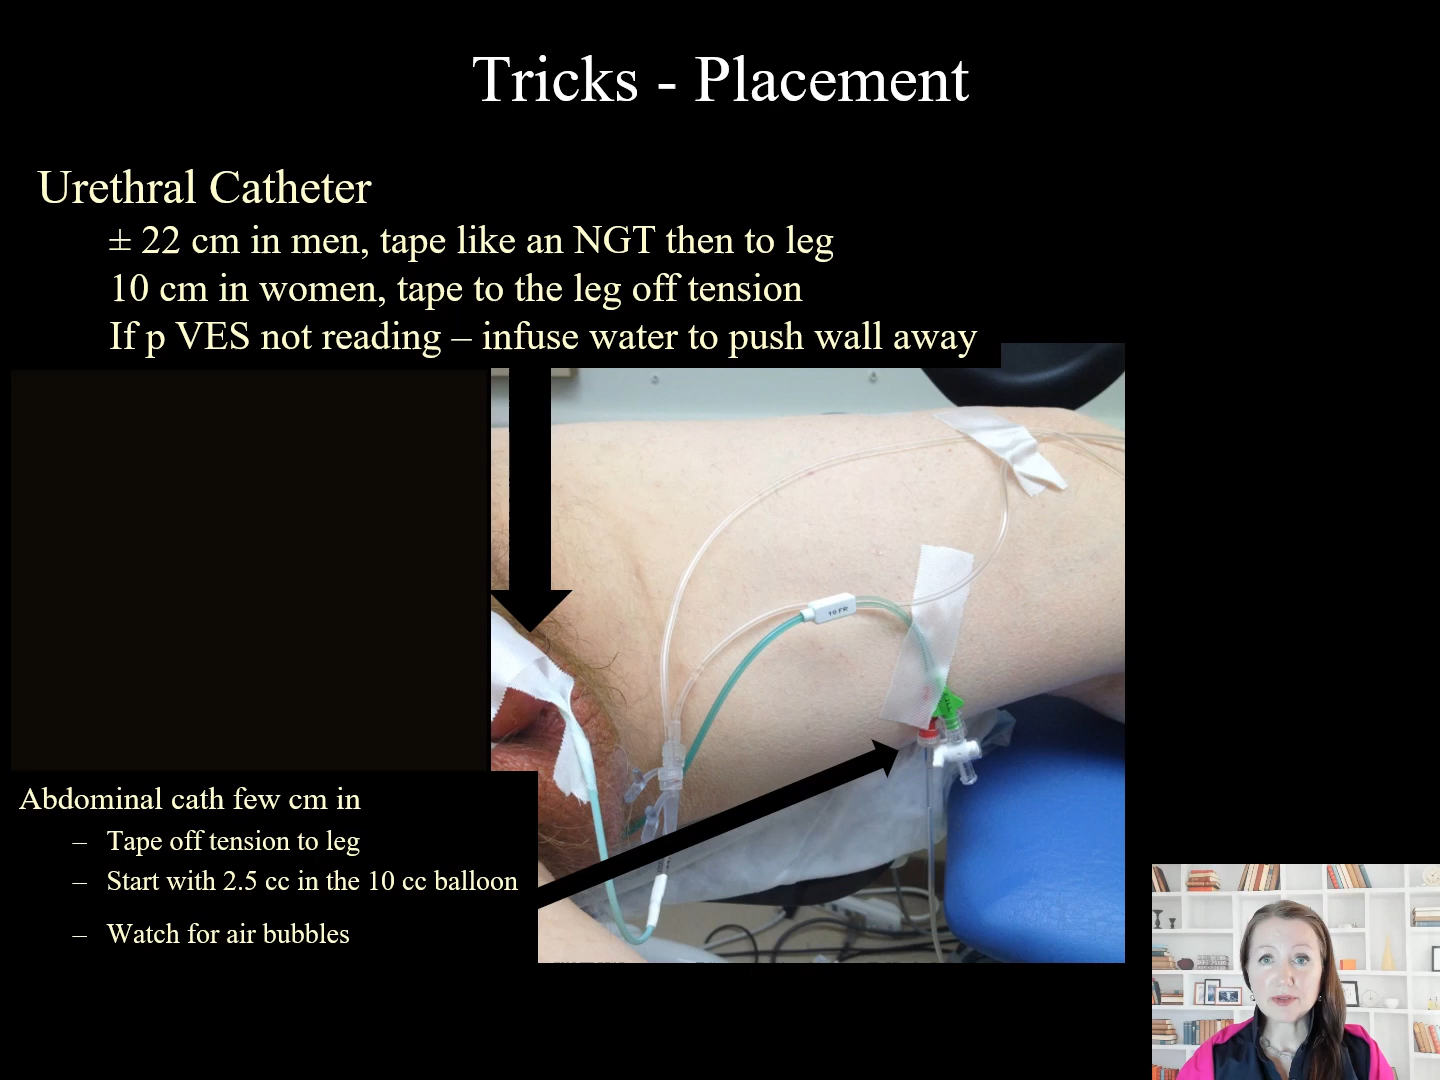 Tricks - Placement
Urethral Catheter
± 22 cm in men, tape like an NGT then to leg
10 cm in women, tape to the leg off tension
If p VES not reading – infuse water to push wall away
10 FR
Abdominal cath few cm in
– Tape off tension to leg
– Start with 2.5 cc in the 10 cc balloon
– Watch for air bubbles